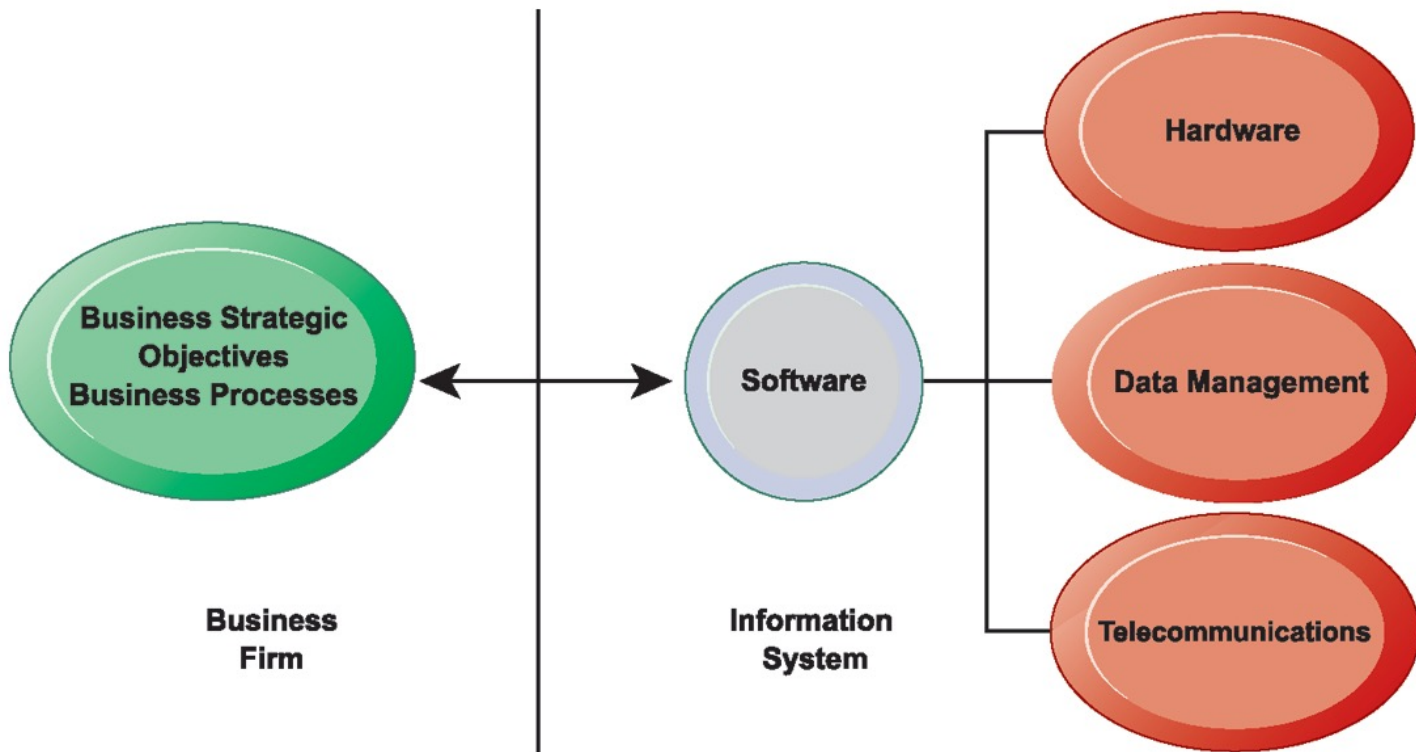 Business Strategic
Objectives
Business Processes
Business
Firm
Software
Information
System
Hardware
Data Management
Telecommunications